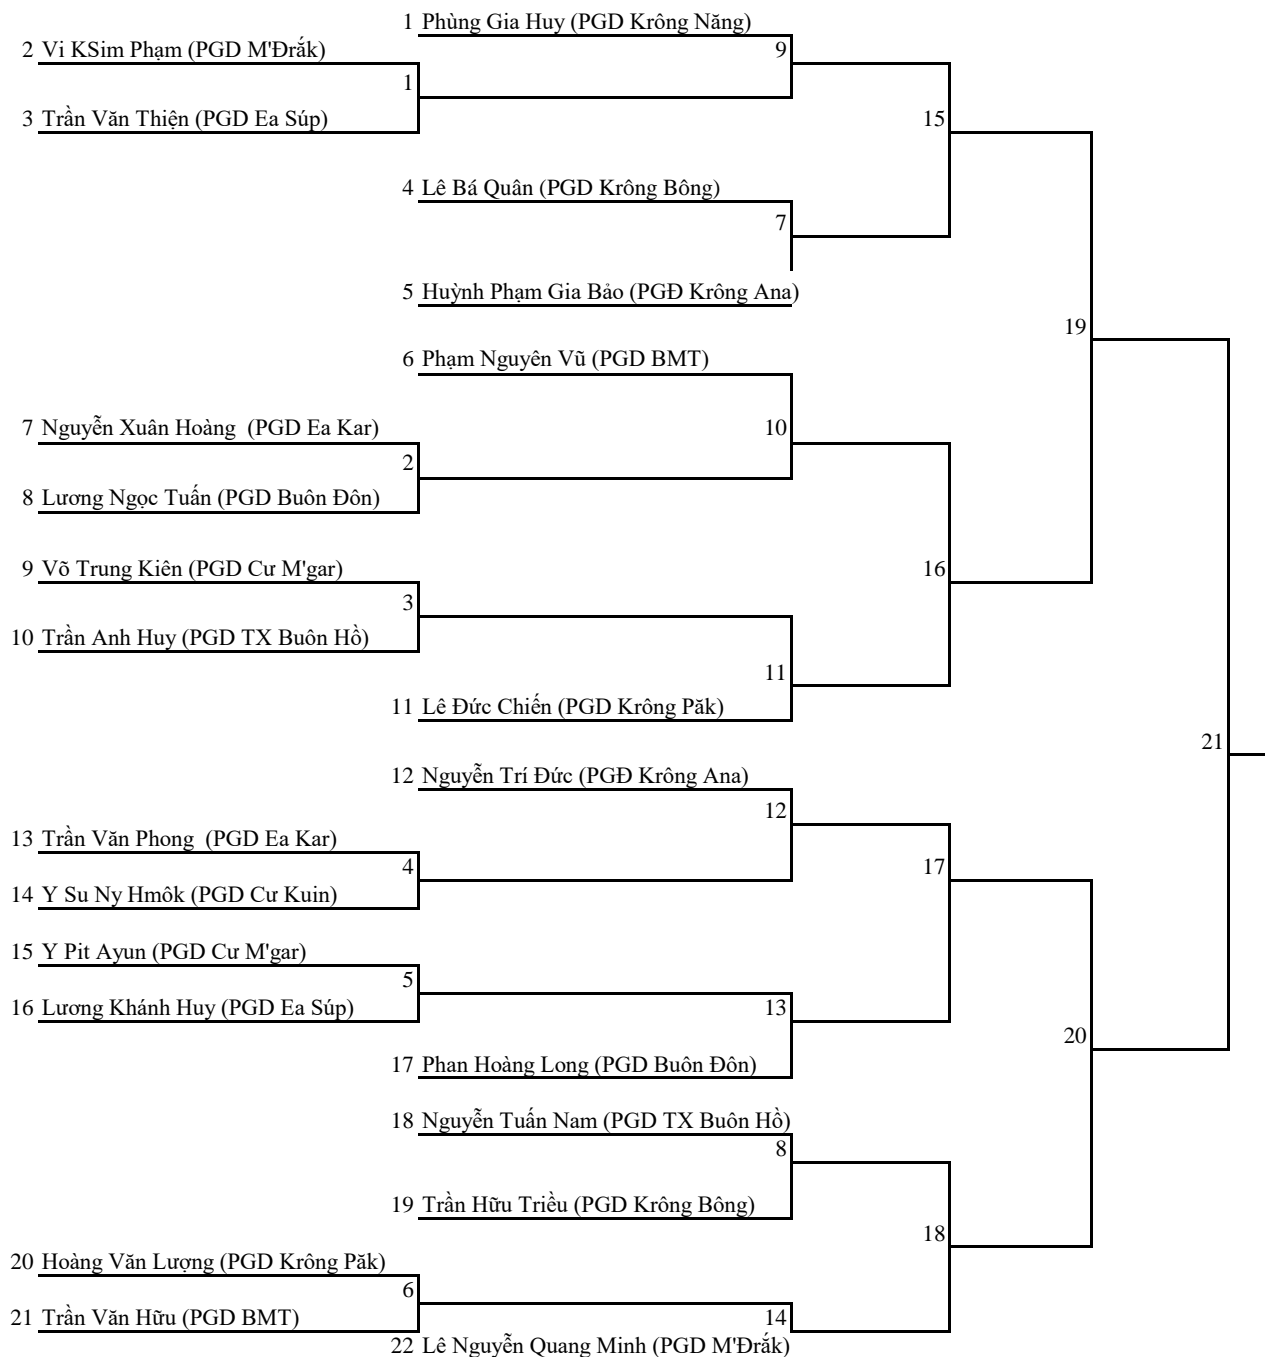 1 Phùng Gia Huy (PGD Krông Năng)
2 Vi KSim Phạm (PGD M'Đrắk)
9
1
3 Trần Văn Thiện (PGD Ea Súp)
15
4 Lê Bá Quân (PGD Krông Bông)
7
5 Huỳnh Phạm Gia Bảo (PGĐ Krông Ana)
19
6 Phạm Nguyên Vũ (PGD BMT)
7 Nguyễn Xuân Hoàng (PGD Ea Kar)
10
2
8 Lương Ngọc Tuấn (PGD Buôn Đôn)
9 Võ Trung Kiên (PGD Cư M'gar)
16
3
10 Trần Anh Huy (PGD TX Buôn Hồ)
11
11 Lê Đức Chiến (PGD Krông Păk)
21
12 Nguyễn Trí Đức (PGĐ Krông Ana)
12
13 Trần Văn Phong (PGD Ea Kar)
4
17
14 Y Su Ny Hmôk (PGD Cư Kuin)
15 Y Pit Ayun (PGD Cư M'gar)
5
16 Lương Khánh Huy (PGD Ea Súp)
13
20
17 Phan Hoàng Long (PGD Buôn Đôn)
18 Nguyễn Tuấn Nam (PGD TX Buôn Hồ)
8
19 Trần Hữu Triều (PGD Krông Bông)
18
20 Hoàng Văn Lượng (PGD Krông Păk)
6
21 Trần Văn Hữu (PGD BMT)
14
22 Lê Nguyễn Quang Minh (PGD M'Đrắk)